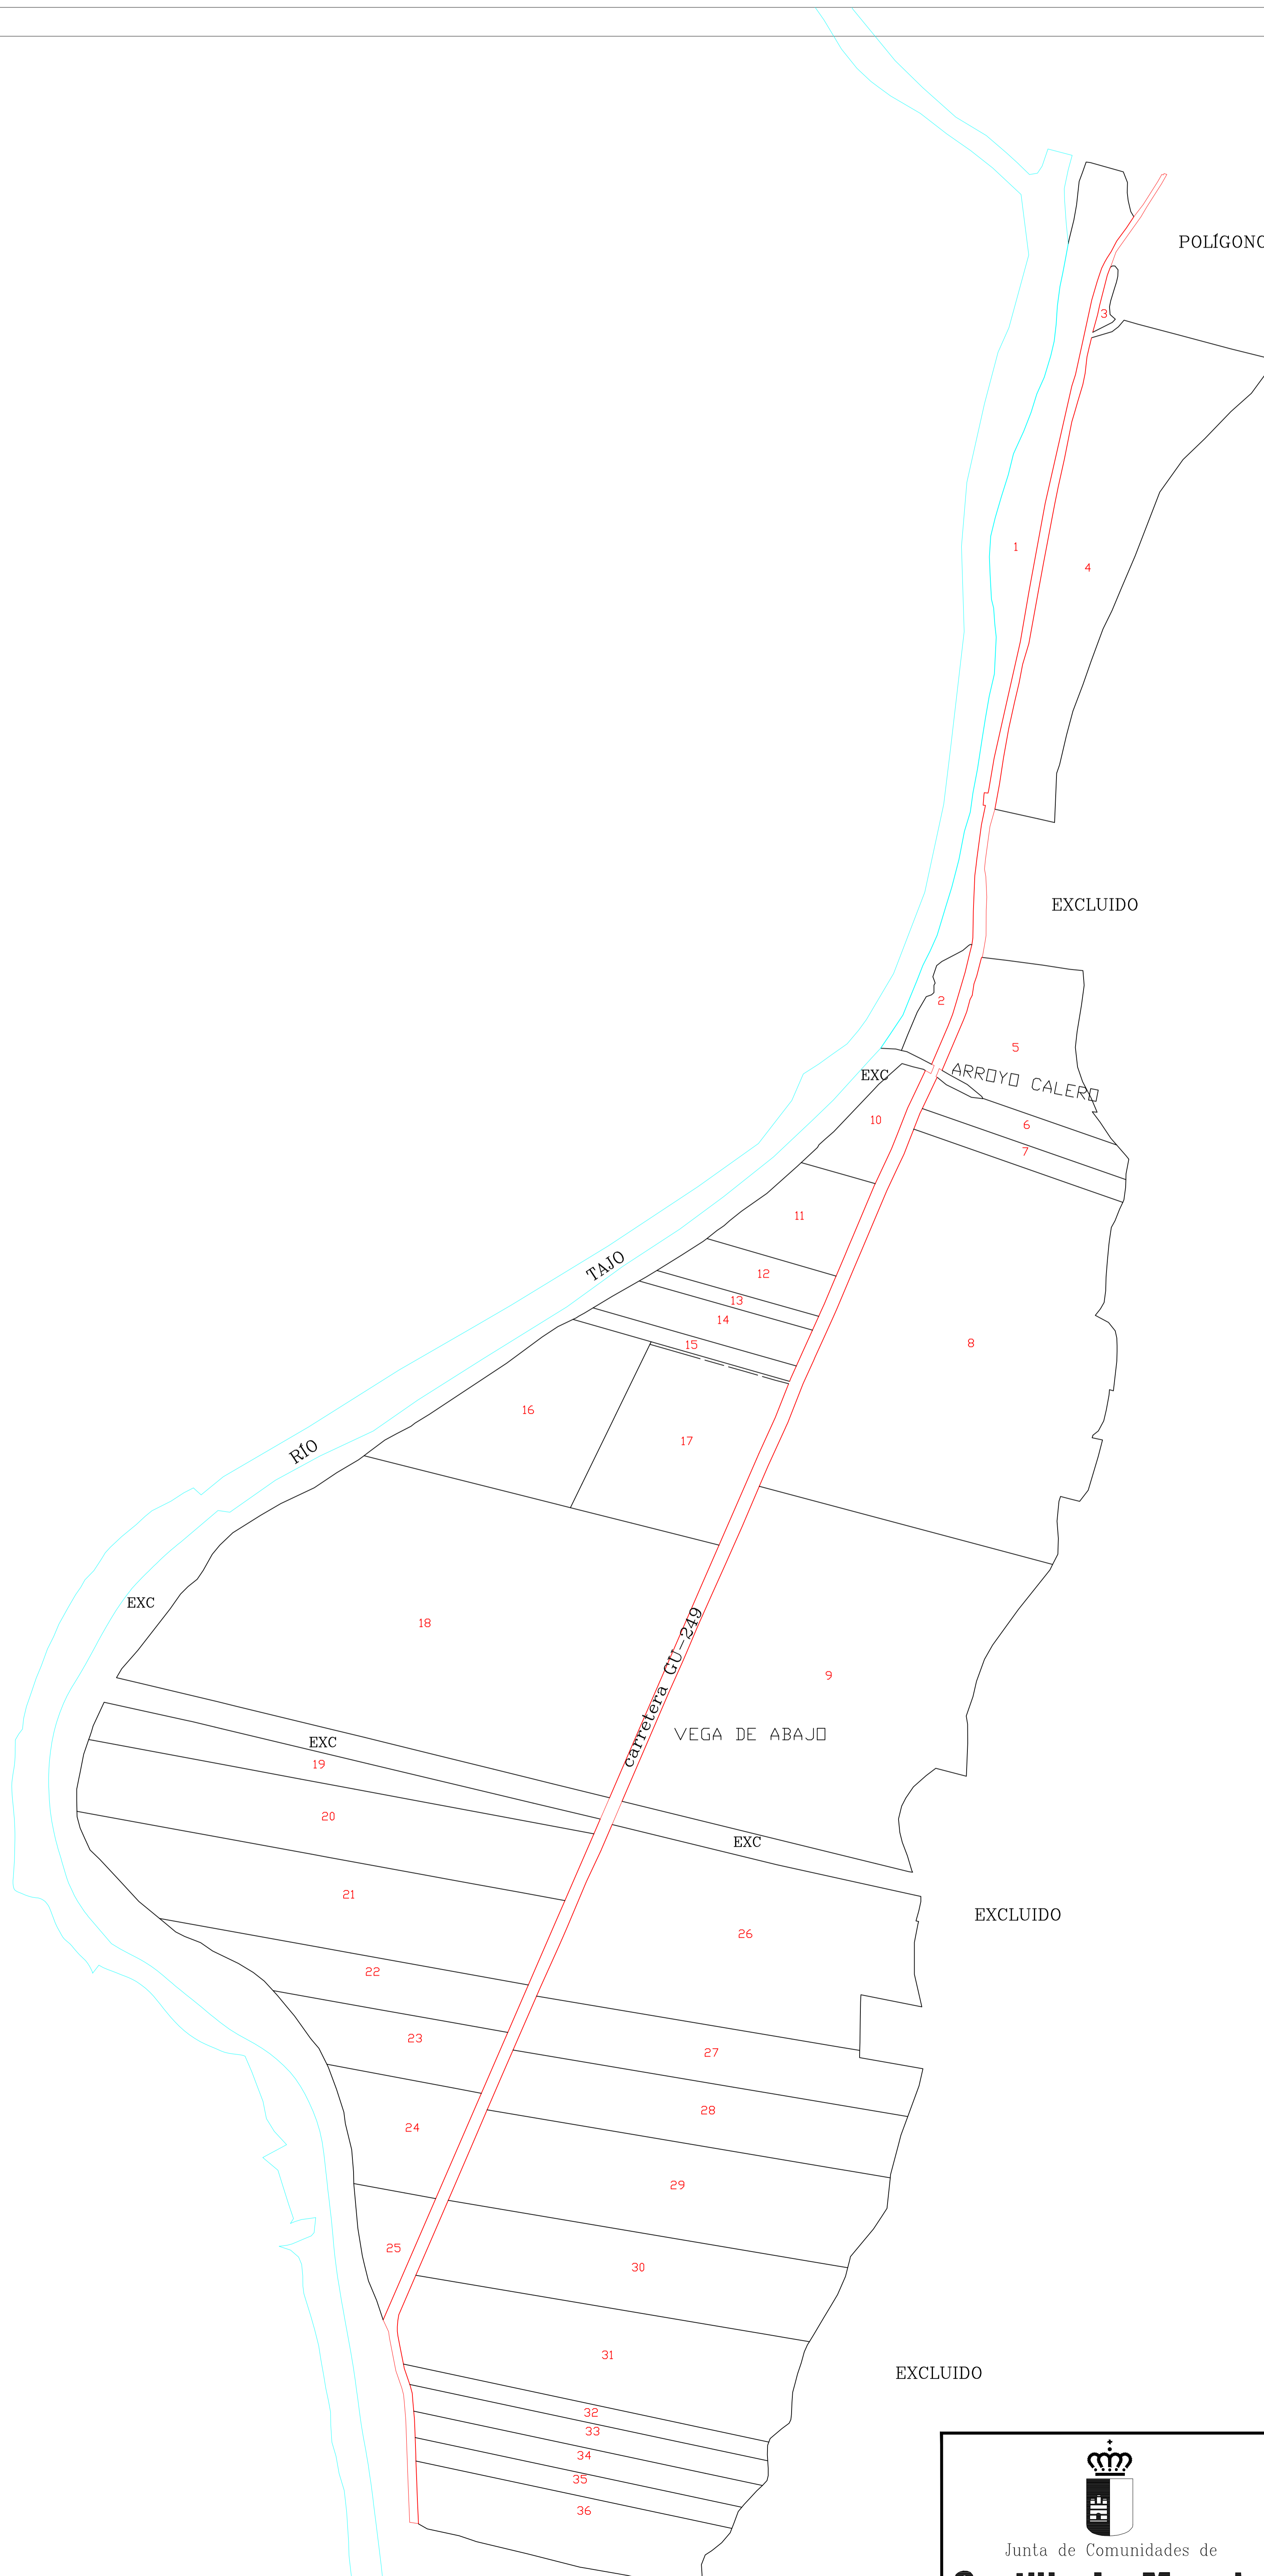 POLÍGONO
3
1
4
EXCLUIDO
2
5
EXC
ARROYO CALERO
10
6
7
11
12
TAJO
13
14
8
15
16
17
RÍO
EXC
18
carretera GU-249
9
VEGA DE ABAJO
EXC
19
20
EXC
21
EXCLUIDO
26
22
23
27
28
24
29
25
30
31
EXCLUIDO
32
33
34
35
36
Junta de Comunidades de